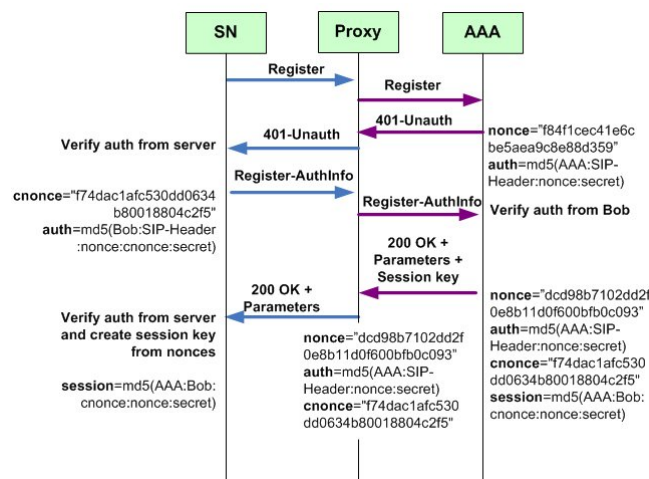 SN
Proxy
AAA
Register
Register
401-Unauth
nonce="f84f1cec41e6c
be5aea9c8e88d359"
auth=md5(AAA:SIP-
Header:nonce:secret)
401-Unauth
Verify auth from server
Register-AuthInfo
cnonce="f74dac1afc530dd0634
b80018804c2f5"
auth=md5(Bob:SIP-Header
:nonce:cnonce:secret)
Register-AuthInfo
Verify auth from Bob
200 OK +
Parameters +
Session key
nonce="dcd98b7102dd2f
0e8b11d0f600bfb0c093"
auth=md5(AAA:SIP-
Header:nonce:secret)
cnonce="f74dac1afc530
dd0634b80018804c2f5"
session=md5(AAA:Bob:
cnonce:nonce:secret)
200 OK +
Parameters
Verify auth from server
and create session key
from nonces
session=md5(AAA:Bob:
cnonce:nonce:secret)
nonce="dcd98b7102dd2f
0e8b11d0f600bfb0c093"
auth=md5(AAA:SIP-
Header:nonce:secret)
cnonce="f74dac1afc530
dd0634b80018804c2f5"